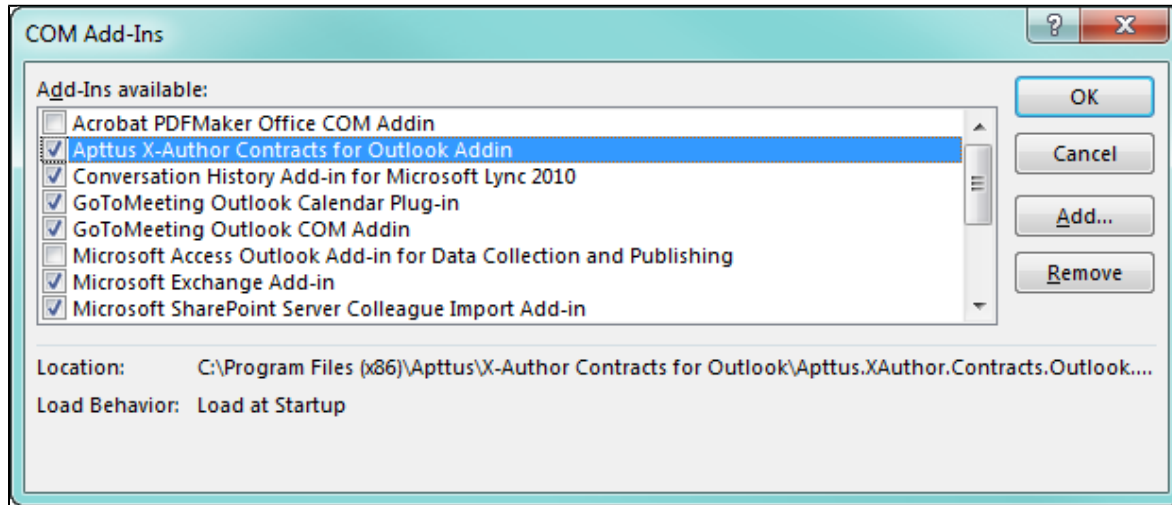 COM Add-Ins
?
X
Add-Ins available:
Acrobat PDFMaker Office COM Addin
Apttus X-Author Contracts for Outlook Addin
Conversation History Add-in for Microsoft Lync 2010
GoToMeeting Outlook Calendar Plug-in
GoToMeeting Outlook COM Addin
Microsoft Access Outlook Add-in for Data Collection and Publishing
Microsoft Exchange Add-in
Microsoft SharePoint Server Colleague Import Add-in
OK
Cancel
Add...
Remove
Location: C:\Program Files (x86)\Apttus\X-Author Contracts for Outlook\Apttus.XAuthor.Contracts.Outlook....
Load Behavior: Load at Startup